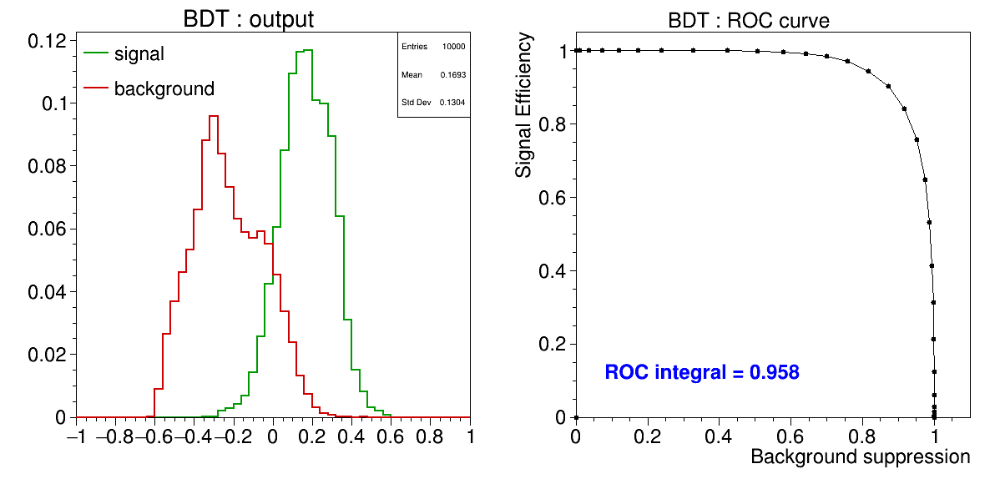 BDT : output
signal
background
Entries 10000
Mean 0.1693
Std Dev 0.1304
0.12
0.1
0.08
0.06
0.04
0.02
0
−1 −0.8 −0.6 −0.4 −0.2 0 0.2 0.4 0.6 0.8 1
BDT : ROC curve
Signal Efficiency
1
0.8
0.6
0.4
0.2
0
ROC integral = 0.958
0 0.2 0.4 0.6 0.8 1
Background suppression